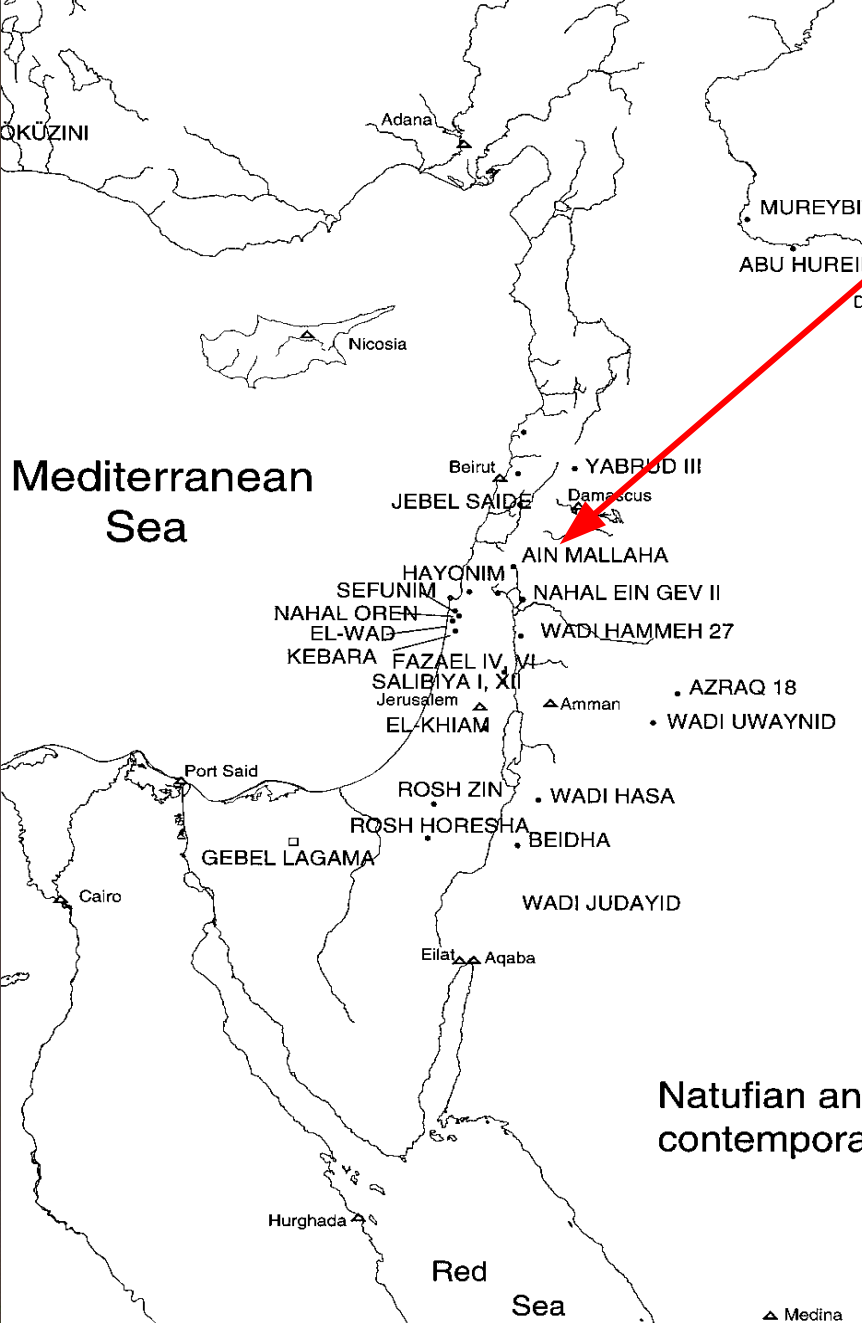 Adana
ÖKÜZINI
MUREYBI
ABU HUREI
D
Nicosia
Mediterranean
Sea
Beirut
YABRUD III
JEBEL SAIDE
Damascus
AIN MALLAHA
HAYONIM
SEFUNIM
NAHAL EIN GEV II
NAHAL OREN
EL-WAD
WADI HAMMEH 27
KEBARA
FAZAEL IV, VI
SALIBIYA I, XII
AZRAQ 18
Jerusalem
Amman
EL-KHIAM
WADI UWAYNID
Port Said
ROSH ZIN
WADI HASA
ROSH HORESHA
BEIDHA
GEBEL LAGAMA
Cairo
WADI JUDAYID
Eilat
Aqaba
Natufian an
contempora
Hurghada
Red
Sea
Medina